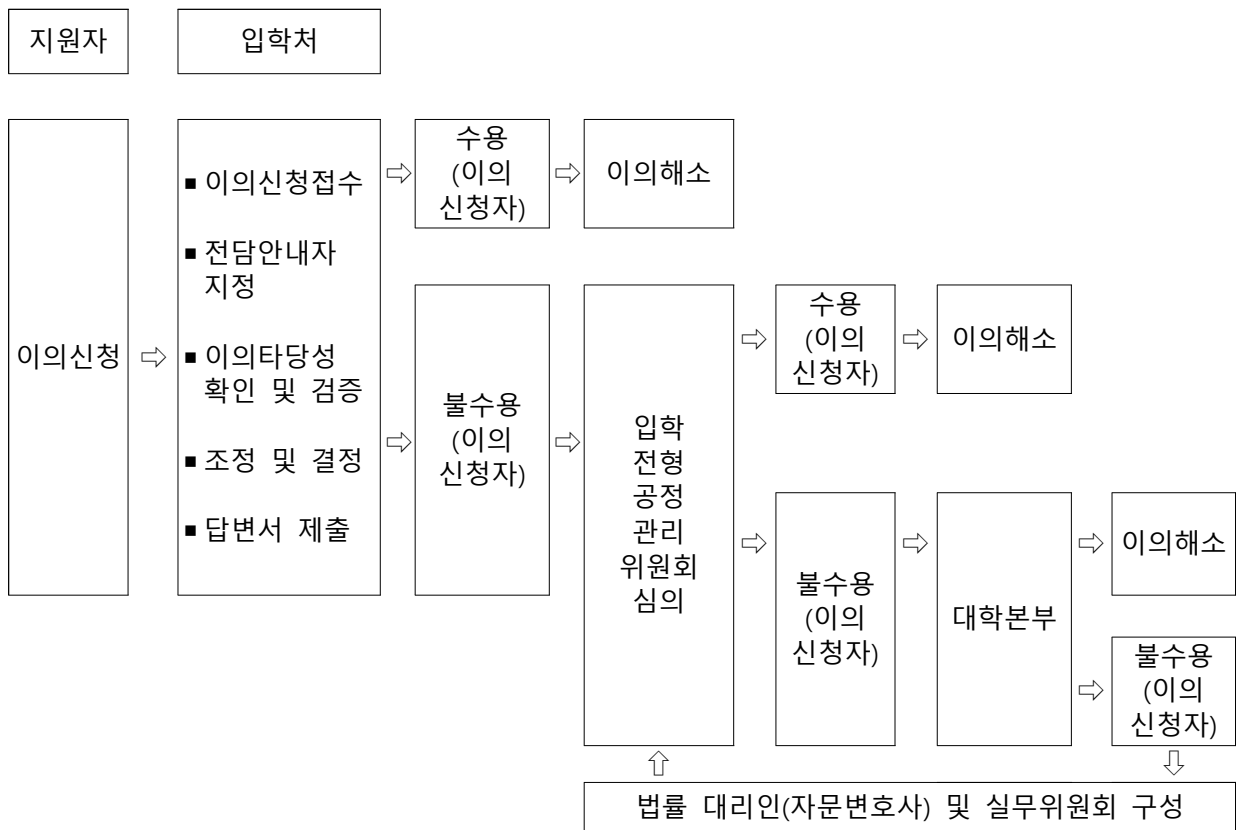 지원자
입학처
이의신청
■ 이의신청접수
■ 전담안내자
지정
■ 이의타당성
확인 및 검증
■ 조정 및 결정
■ 답변서 제출
수용
(이의
신청자)
이의해소
불수용
(이의
신청자)
입학
전형
공정
관리
위원회
심의
수용
(이의
신청자)
이의해소
불수용
(이의
신청자)
대학본부
이의해소
불수용
(이의
신청자)
법률 대리인(자문변호사) 및 실무위원회 구성